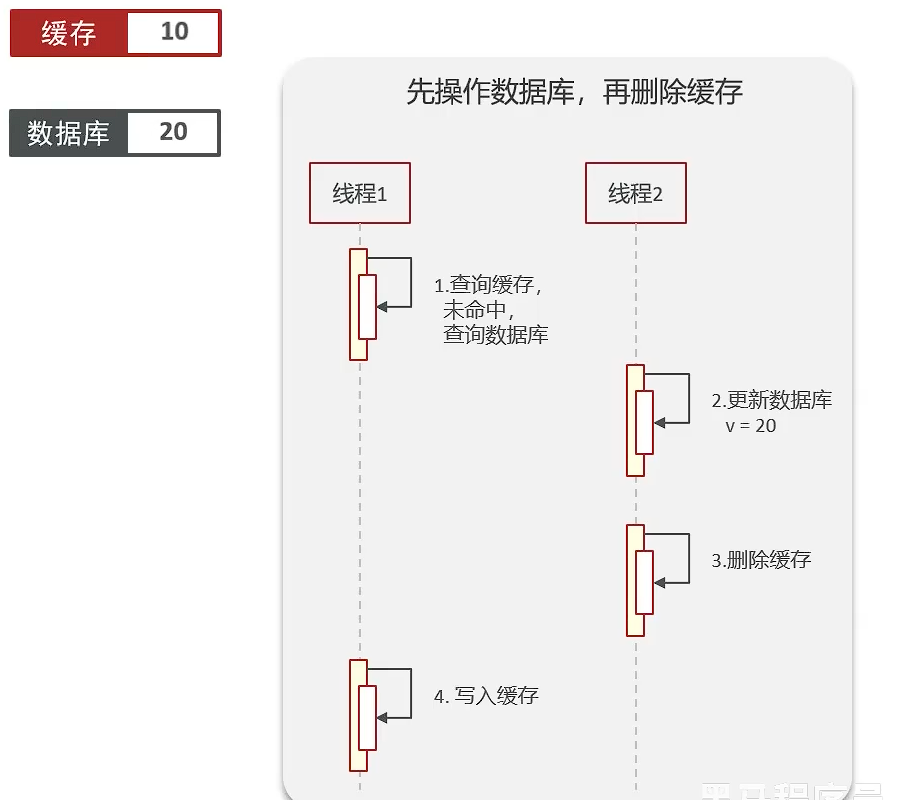 缓存 10
数据库 20
先操作数据库，再删除缓存
线程1
线程2
1.查询缓存，
未命中，
查询数据库
2.更新数据库
v = 20
3.删除缓存
4. 写入缓存